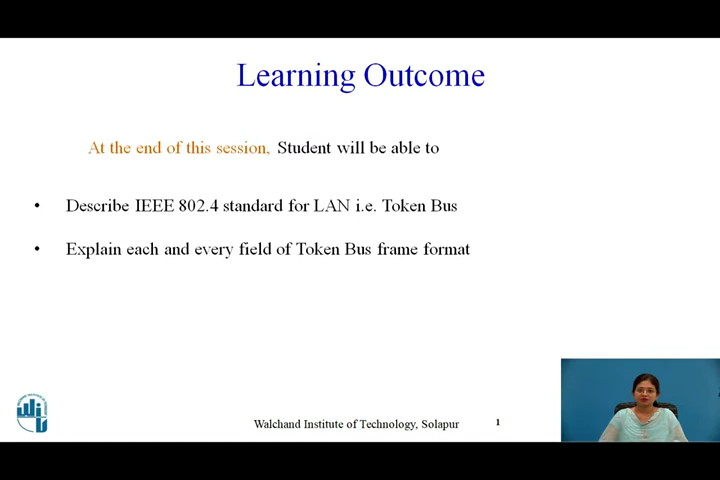 Learning Outcome
At the end of this session, Student will be able to
• Describe IEEE 802.4 standard for LAN i.e. Token Bus
• Explain each and every field of Token Bus frame format
Walchand Institute of Technology, Solapur 1